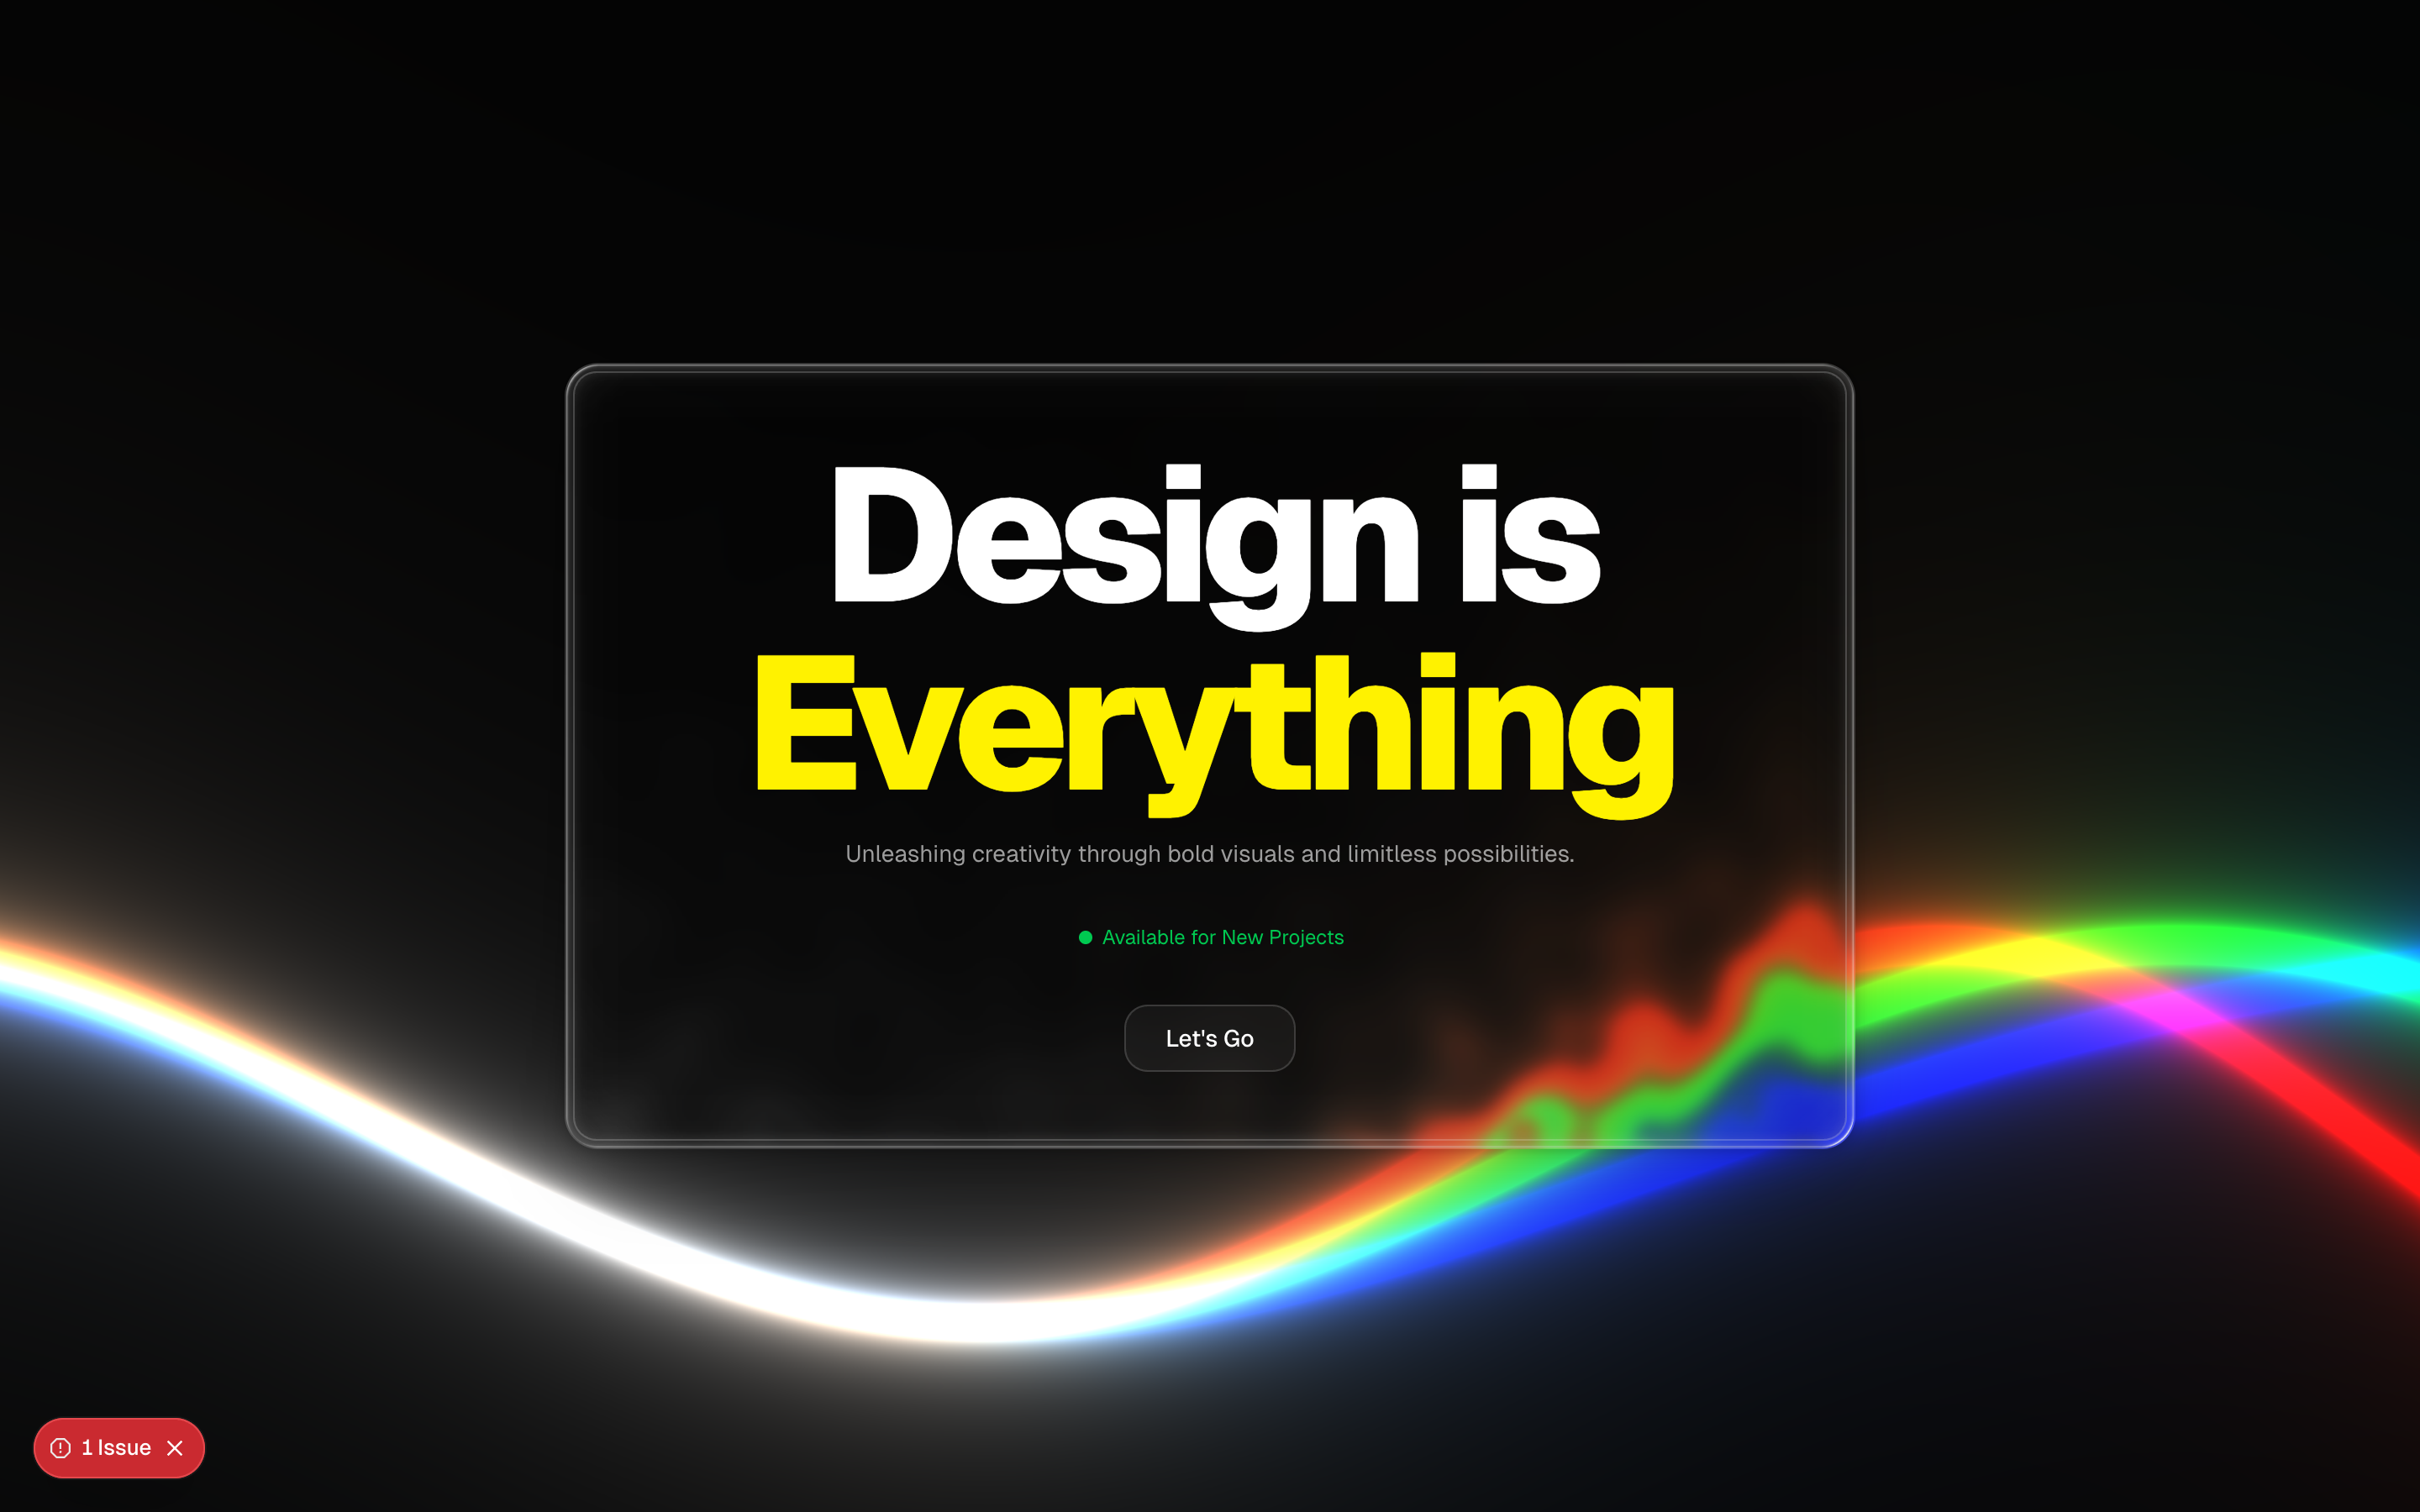 Design is
Everything
Unleashing creativity through bold visuals and limitless possibilities.
Available for New Projects
Let's Go
1 Issue